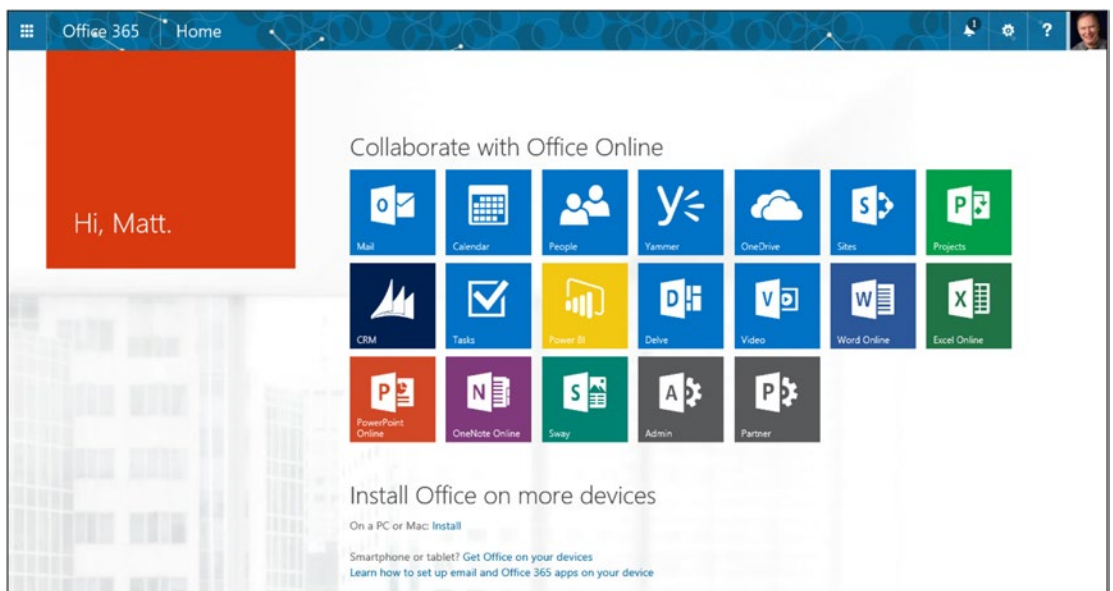 Office 365 Home 1 ?
Hi, Matt.
Collaborate with Office Online
Mail Calendar People Yammer OneDrive Sites Projects
CRM Tasks Power BI Delve Video Word Online Excel Online
PowerPoint
Online OneNote Online Sway Admin Partner
Install Office on more devices
On a PC or Mac: Install
Smartphone or tablet? Get Office on your devices
Learn how to set up email and Office 365 apps on your device